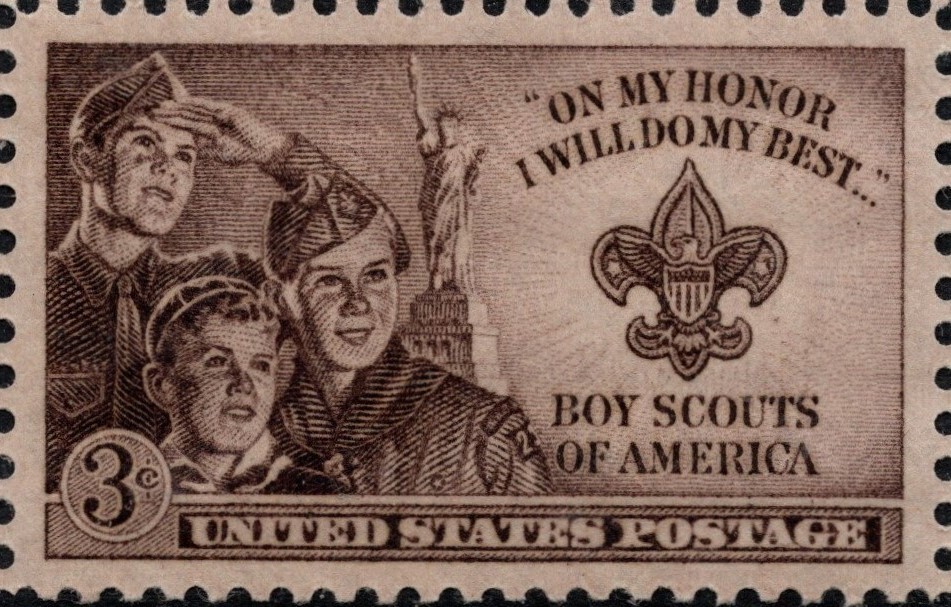 "ON MY HONOR
I WILL DO MY BEST..."
BOY SCOUTS
OF AMERICA
3¢
UNITED STATES POSTAGE